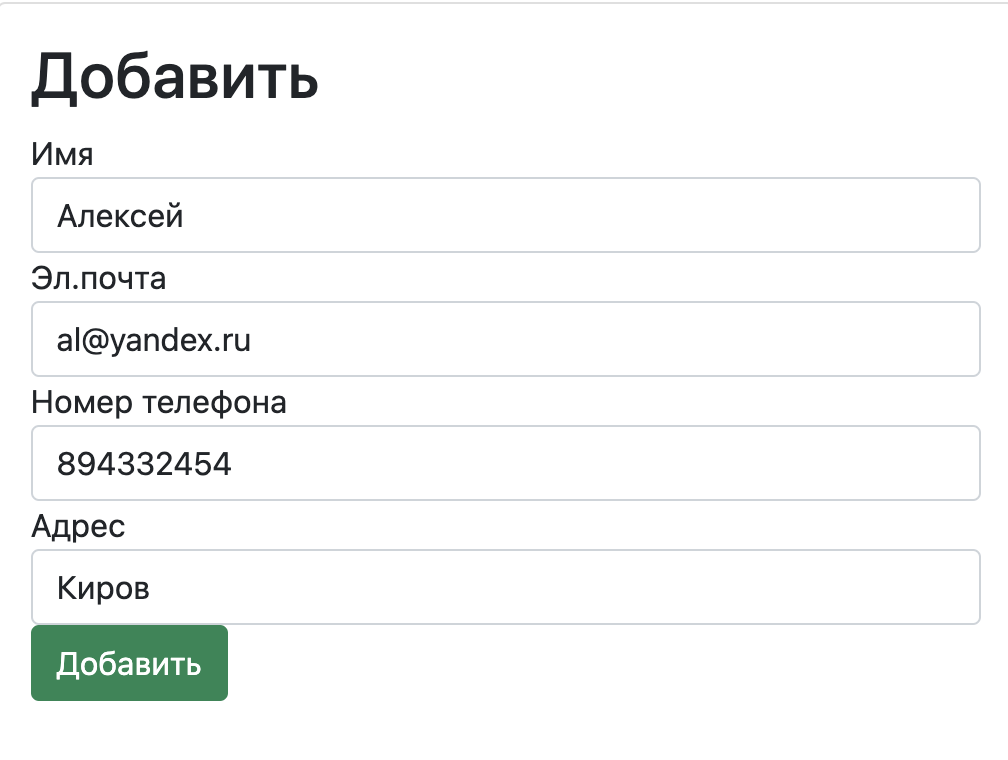 Добавить
Имя
Алексей
Эл.почта
al@yandex.ru
Номер телефона
894332454
Адрес
Киров
Добавить